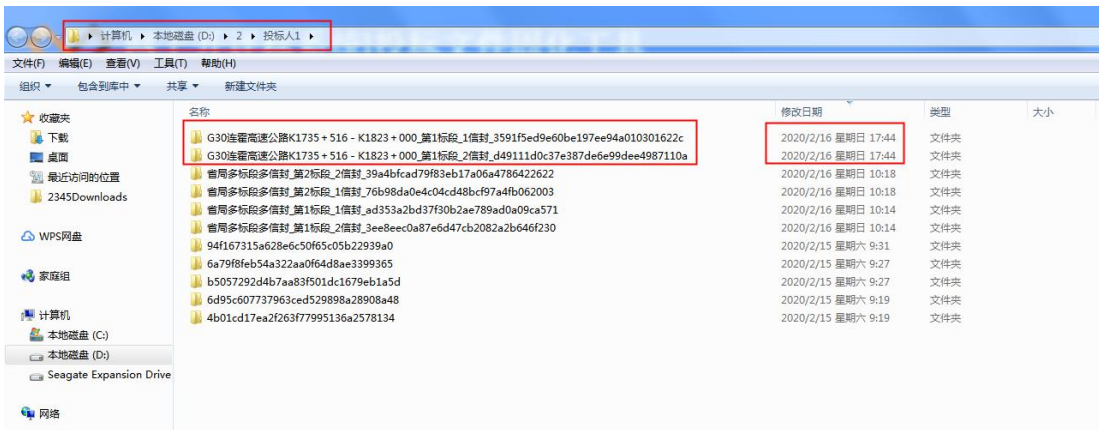 计算机 ▸ 本地磁盘 (D:) ▸ 2 ▸ 投标人1 ▸
文件(F) 编辑(E) 查看(V) 工具(T) 帮助(H)
组织 包含到库中 共享 新建文件夹
收藏夹
下载
桌面
最近访问的位置
2345Downloads
WPS网盘
家庭组
计算机
本地磁盘 (C:)
本地磁盘 (D:)
Seagate Expansion Drive
网络
名称 修改日期 类型 大小
G30连霍高速公路K1735+516-K1823+000_第1标段_1信封_3591f5ed9e60be197ee94a010301622c 2020/2/16 星期日 17:44 文件夹
G30连霍高速公路K1735+516-K1823+000_第1标段_2信封_d49111d0c37e387de6e99dee4987110a 2020/2/16 星期日 17:44 文件夹
省局多标段多信封_第2标段_2信封_39a4bfcad79f83eb17a06a4786422622 2020/2/16 星期日 10:18 文件夹
省局多标段多信封_第2标段_1信封_76b98da0e4c04cd48bcf97a4fb062003 2020/2/16 星期日 10:18 文件夹
省局多标段多信封_第1标段_1信封_ad353a2bd37f30b2ae789ad0a09ca571 2020/2/16 星期日 10:14 文件夹
省局多标段多信封_第1标段_2信封_3ee8eec0a87e6d47cb2082a2b646f230 2020/2/16 星期日 10:14 文件夹
94f167315a628e6c50f65c05b22939a0 2020/2/15 星期六 9:31 文件夹
6a79f8feb54a322aa0f64d8ae3399365 2020/2/15 星期六 9:27 文件夹
b5057292d4b7aa83f501dc1679eb1a5d 2020/2/15 星期六 9:27 文件夹
6d95c607737963ced529898a28908a48 2020/2/15 星期六 9:19 文件夹
4b01cd17ea2f263f77995136a2578134 2020/2/15 星期六 9:19 文件夹